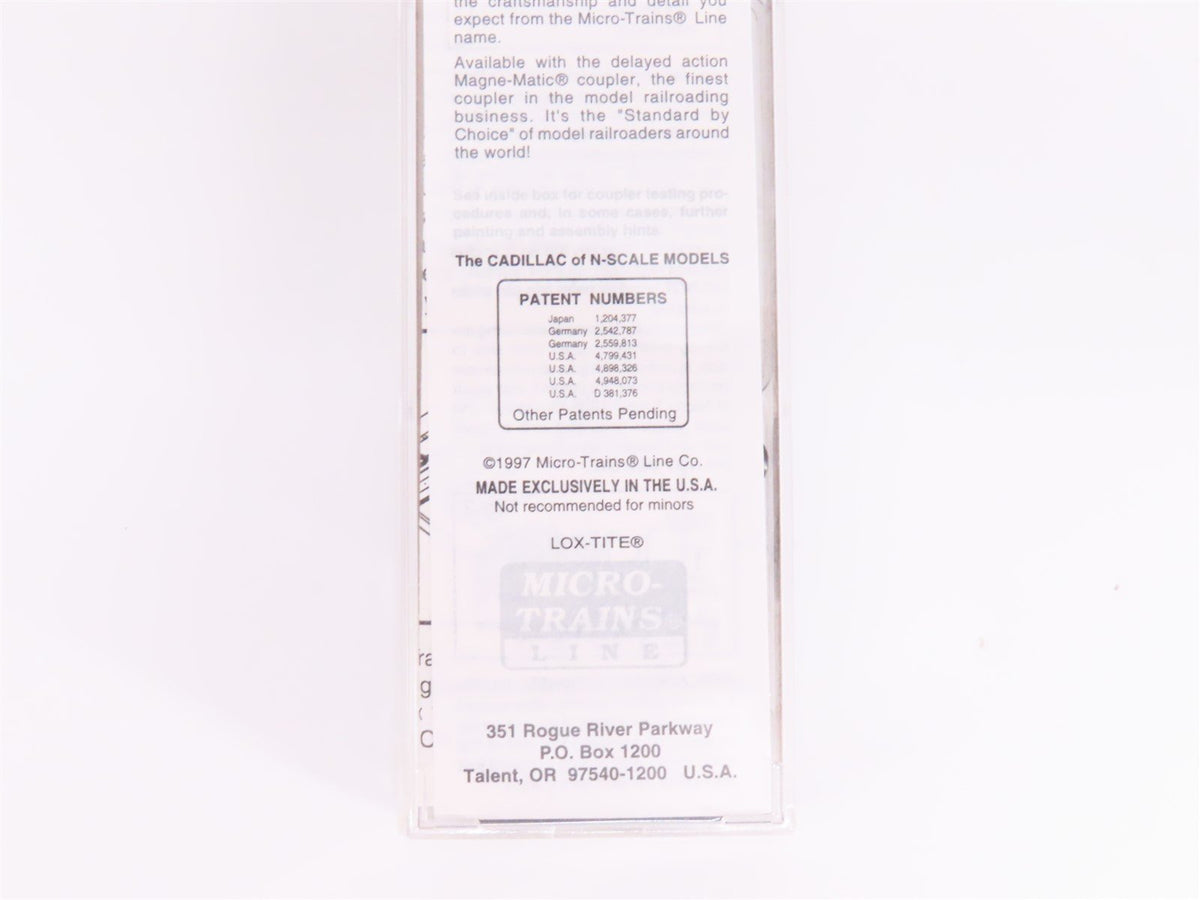 the craftsmanship and detail you
expect from the Micro-Trains® Line
name.
Available with the delayed action
Magne-Matic® coupler, the finest
coupler in the model railroading
business. It's the "Standard by
Choice" of model railroaders around
the world!
See inside box for coupler testing pro-
cedures and, in some cases, further
painting and assembly hints
The CADILLAC of N-SCALE MODELS
PATENT NUMBERS
Japan 1,204,377
Germany 2,542,787
Germany 2,559,813
U.S.A. 4,799,431
U.S.A. 4,898,326
U.S.A. 4,948,073
U.S.A. D 381,376
Other Patents Pending
©1997 Micro-Trains® Line Co.
MADE EXCLUSIVELY IN THE U.S.A.
Not recommended for minors
LOX-TITE®
MICRO-
TRAINS®
LINE
351 Rogue River Parkway
P.O. Box 1200
Talent, OR 97540-1200 U.S.A.